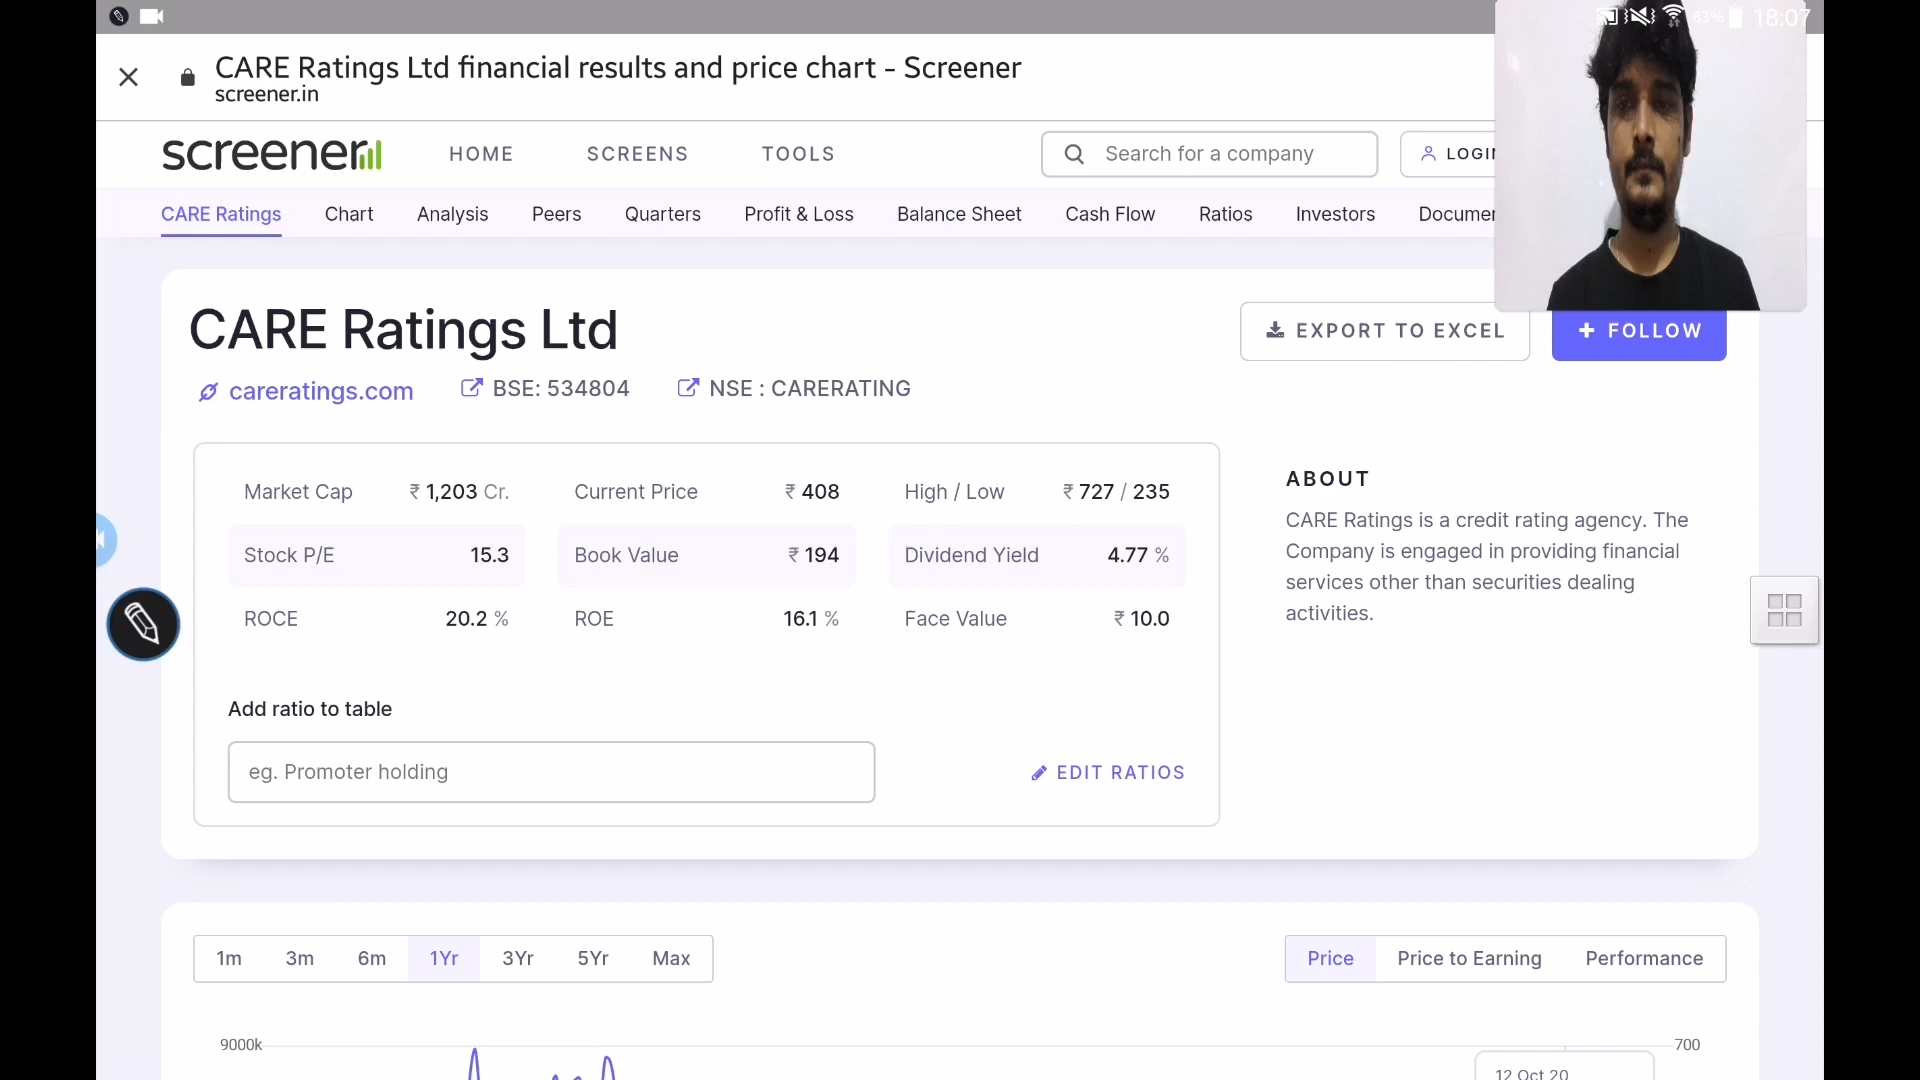 83% 18:07
CARE Ratings Ltd financial results and price chart - Screener
screener.in
screener HOME SCREENS TOOLS Search for a company LOGIN
CARE Ratings Chart Analysis Peers Quarters Profit & Loss Balance Sheet Cash Flow Ratios Investors Documen
CARE Ratings Ltd
EXPORT TO EXCEL + FOLLOW
careratings.com BSE: 534804 NSE : CARERATING
Market Cap ₹ 1,203 Cr. Current Price ₹ 408 High / Low ₹ 727 / 235
Stock P/E 15.3 Book Value ₹ 194 Dividend Yield 4.77 %
ROCE 20.2 % ROE 16.1 % Face Value ₹ 10.0
ABOUT
CARE Ratings is a credit rating agency. The
Company is engaged in providing financial
services other than securities dealing
activities.
Add ratio to table
eg. Promoter holding
EDIT RATIOS
1m 3m 6m 1Yr 3Yr 5Yr Max
Price Price to Earning Performance
9000k 700
12 Oct 20